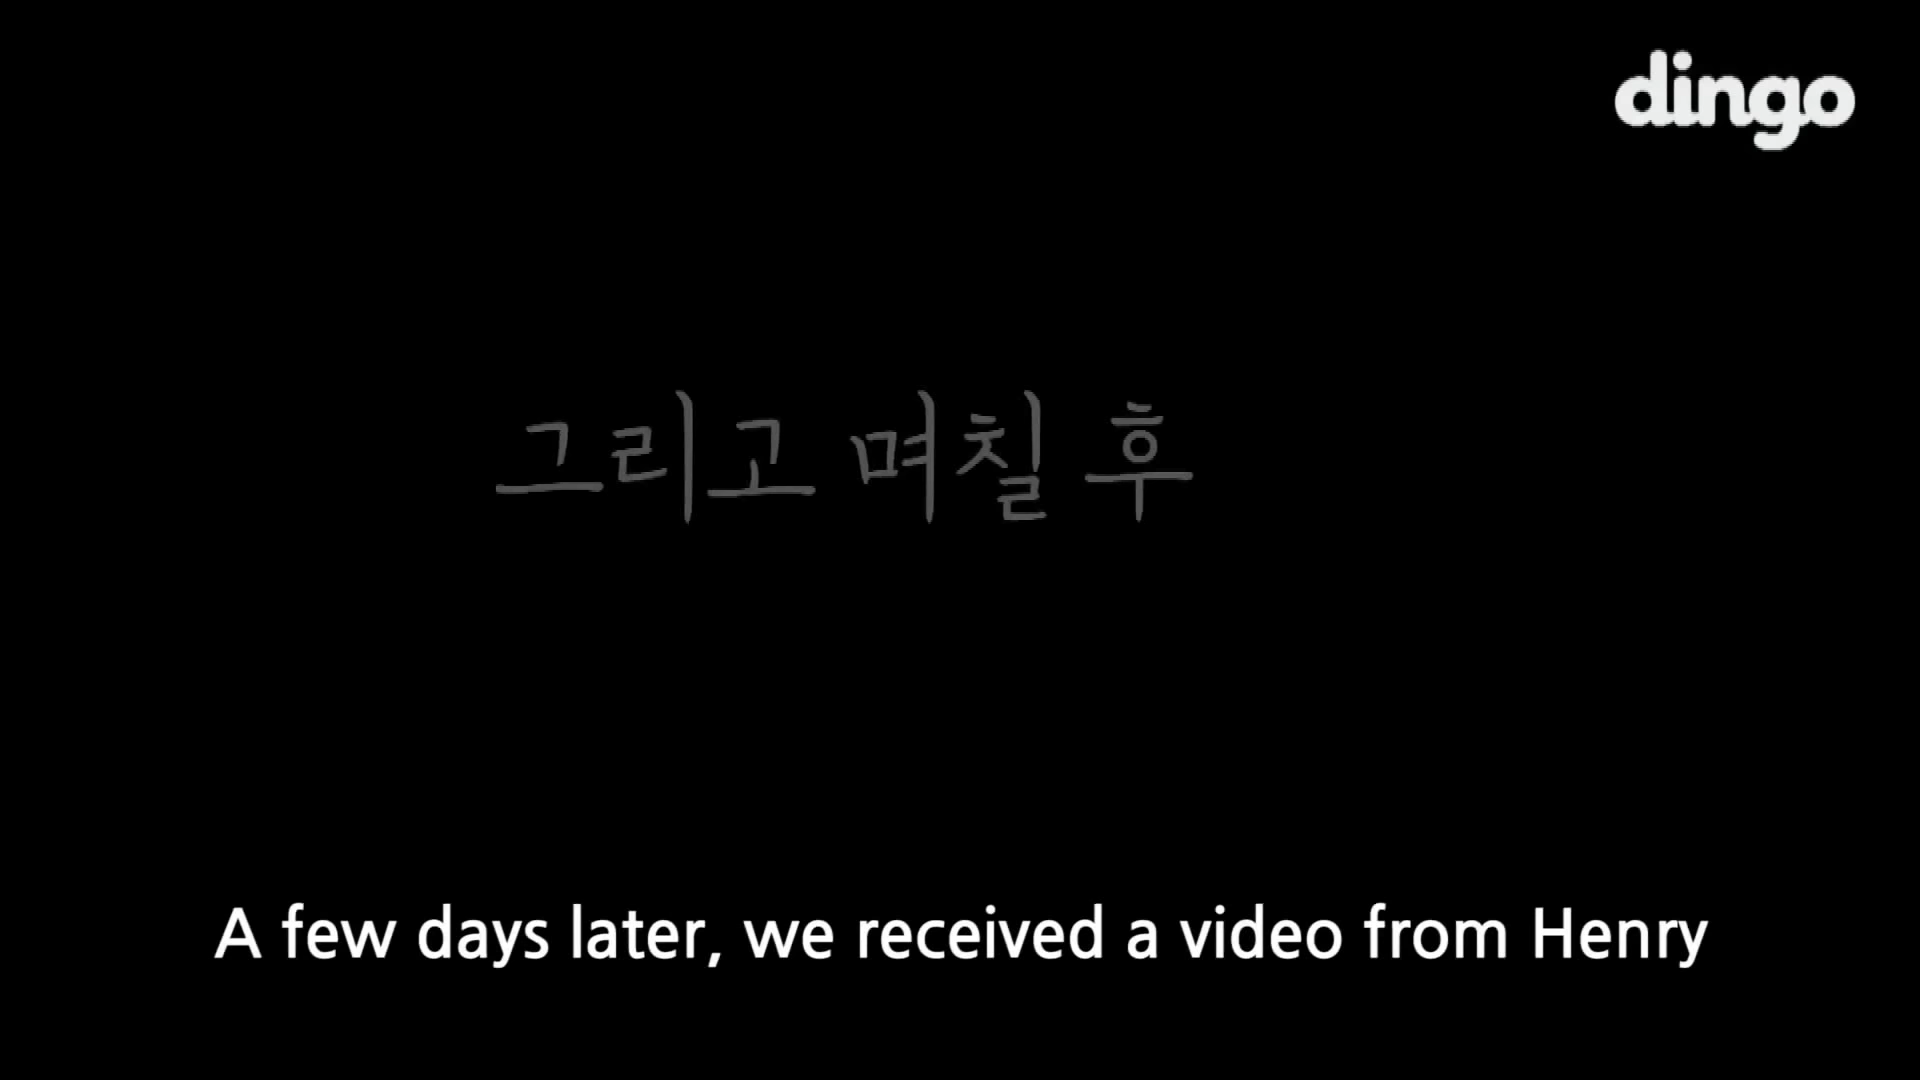 dingo
그리고 며칠 후
A few days later, we received a video from Henry